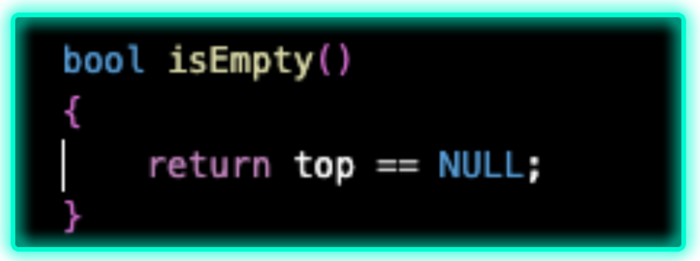 bool isEmpty()
{
return top == NULL;
}